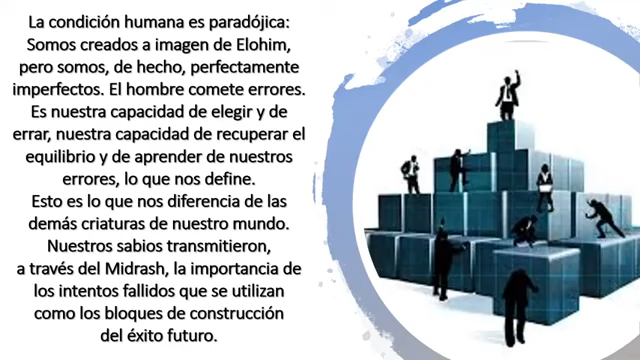 La condición humana es paradójica:
Somos creados a imagen de Elohim,
pero somos, de hecho, perfectamente
imperfectos. El hombre comete errores.
Es nuestra capacidad de elegir y de
errar, nuestra capacidad de recuperar el
equilibrio y de aprender de nuestros
errores, lo que nos define.
Esto es lo que nos diferencia de las
demás criaturas de nuestro mundo.
Nuestros sabios transmitieron,
a través del Midrash, la importancia de
los intentos fallidos que se utilizan
como los bloques de construcción
del éxito futuro.